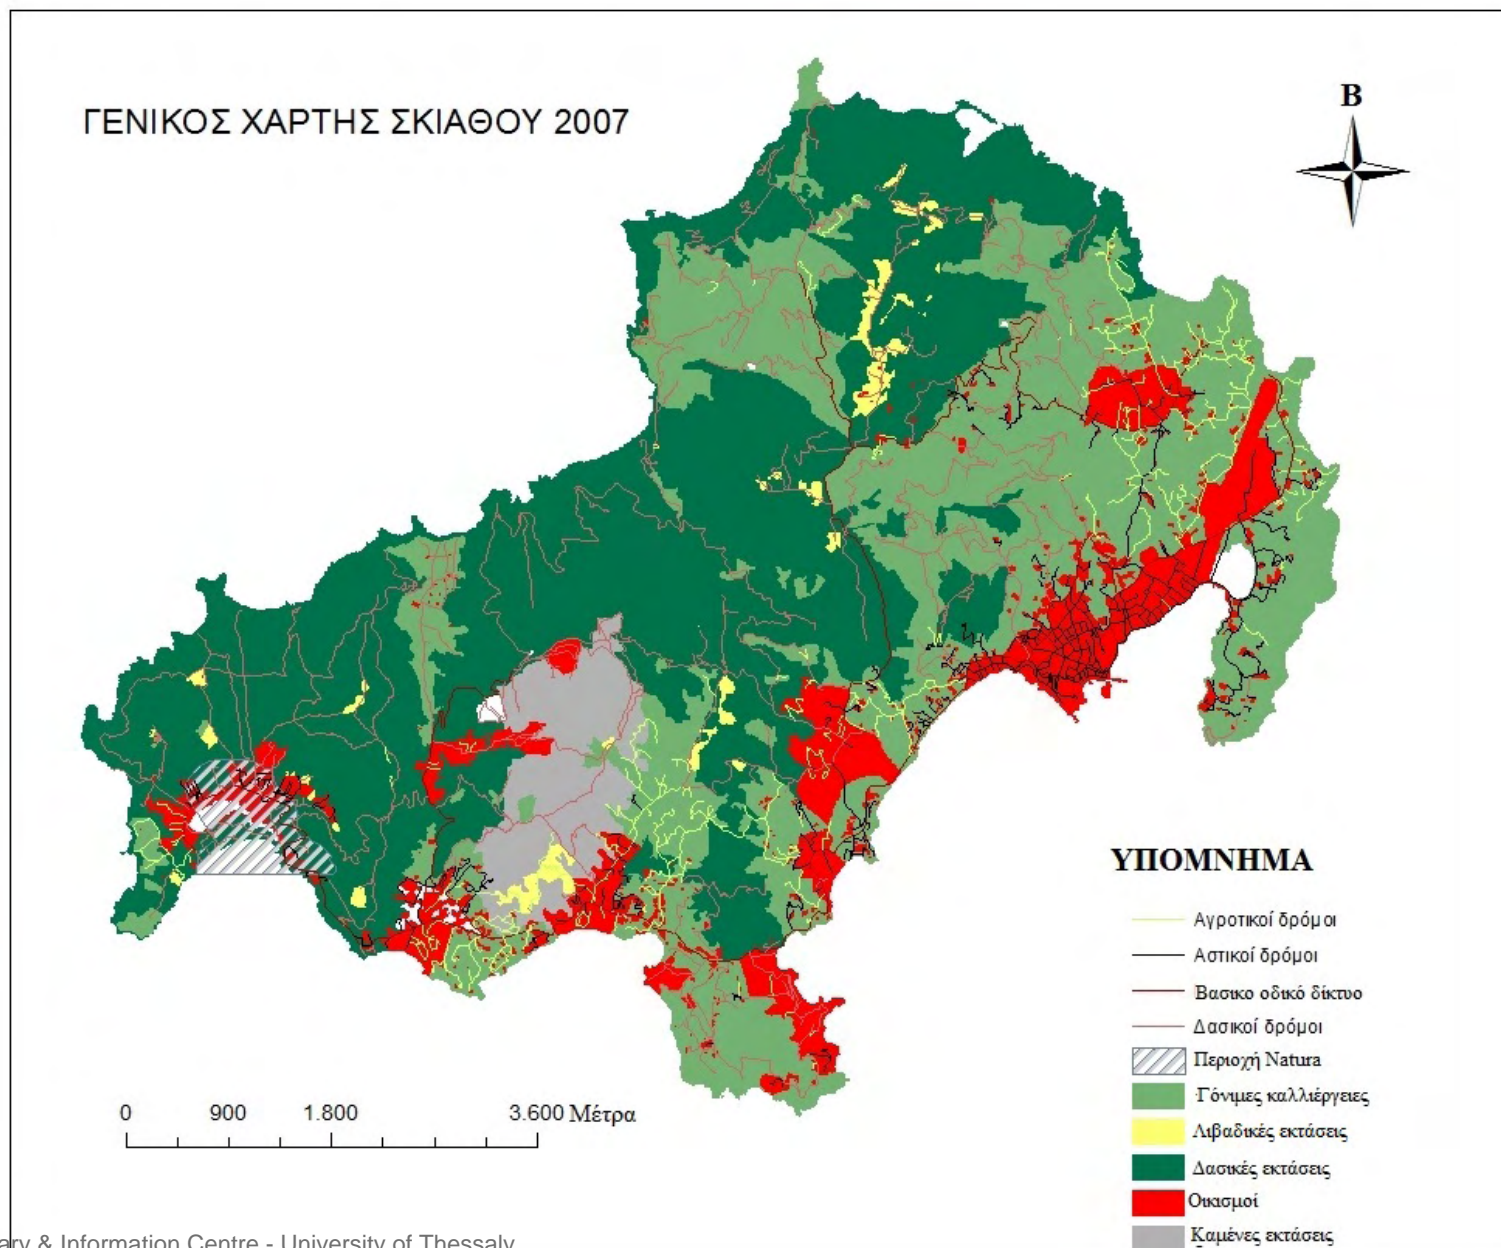 ΓΕΝΙΚΟΣ ΧΑΡΤΗΣ ΣΚΙΑΘΟΥ 2007
Β
ΥΠΟΜΝΗΜΑ
Αγροτικοί δρόμοι
Αστικοί δρόμοι
Βασικο οδικό δίκτυο
Δασικοί δρόμοι
Περιοχή Natura
Γόνιμες καλλιέργειες
Λιβαδικές εκτάσεις
Δασικές εκτάσεις
Οικισμοί
Καμένες εκτάσεις
0 900 1.800 3.600 Μέτρα
ary & Information Centre - University of Thessaly